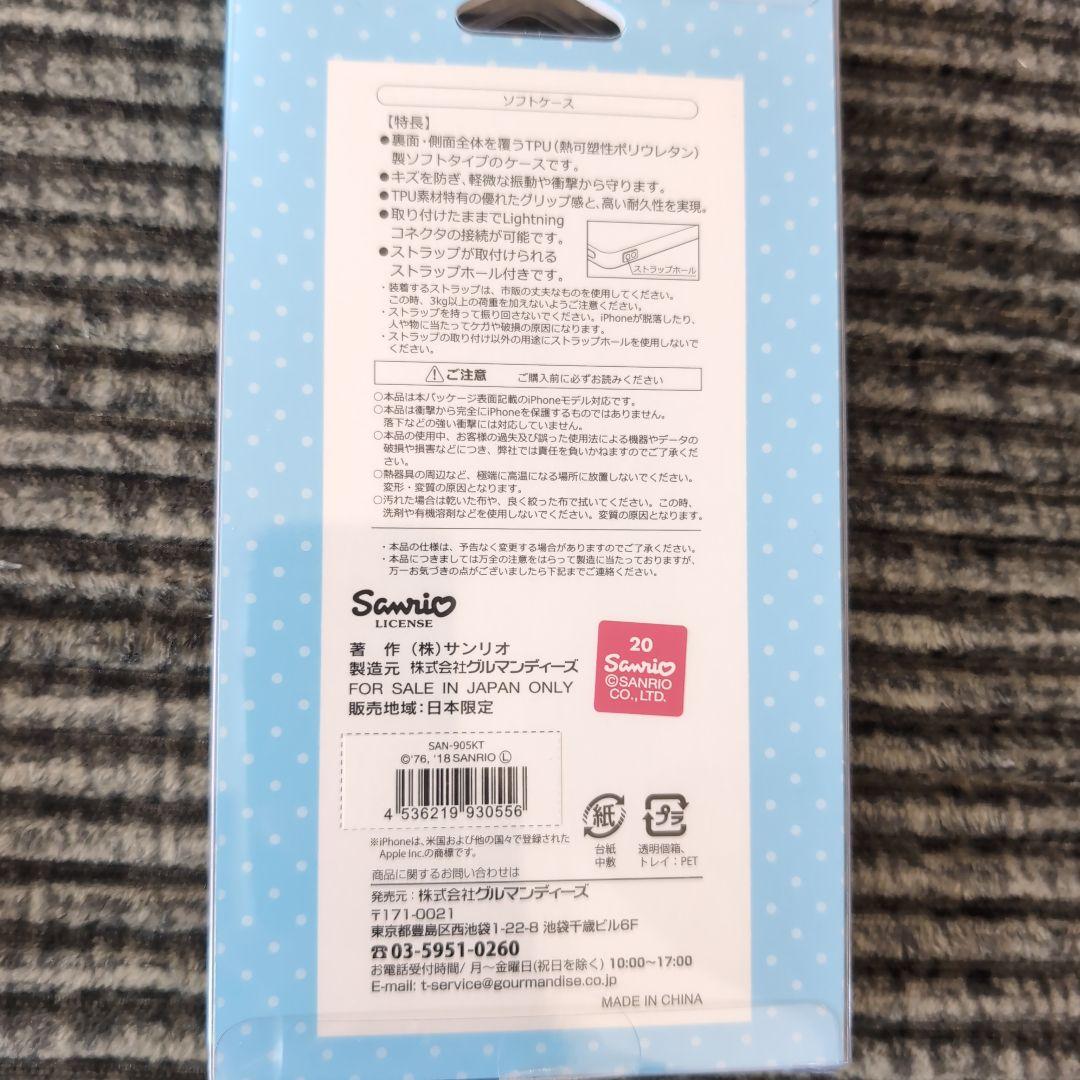 ソフトケース
【特長】
●裏面・側面全体を覆うTPU(熱可塑性ポリウレタン)
製ソフトタイプのケースです。
●キズを防ぎ、軽微な振動や衝撃から守ります。
●TPU素材特有の優れたグリップ感と、高い耐久性を実現。
●取り付けたままでLightning
コネクタの接続が可能です。
●ストラップが取付けられる
ストラップホール付きです。
ストラップホール
・装着するストラップは、市販の丈夫なものを使用してください。
この時、3kg以上の荷重を加えないようご注意ください。
・ストラップを持って振り回さないでください。iPhoneが脱落したり、
人や物に当たってケガや破損の原因になります。
・ストラップの取り付け以外の用途にストラップホールを使用しないで
ください。
⚠ご注意 ご購入前に必ずお読みください
○本品は本パッケージ表面記載のiPhoneモデル対応です。
○本品は衝撃から完全にiPhoneを保護するものではありません。
落下などの強い衝撃には対応していません。
○本品の使用中、お客様の過失及び誤った使用法による機器やデータの
破損や損害などにつき、弊社では責任を負いかねますのでご了承くだ
さい。
○熱器具の周辺など、極端に高温になる場所に放置しないでください。
変形・変質の原因となります。
○汚れた場合は乾いた布や、良く絞った布で拭いてください。この時、
洗剤や有機溶剤などを使用しないでください。変質の原因となります。
・本品の仕様は、予告なく変更する場合がありますのでご了承ください。
・本品につきましては万全の注意をはらって製造に当たっておりますが、
万一お気づきの点がございましたら下記までご連絡ください。
Sanrio
LICENSE
著 作 (株)サンリオ
製造元 株式会社グルマンディーズ
FOR SALE IN JAPAN ONLY
販売地域:日本限定
20
Sanrio
©SANRIO
CO., LTD.
SAN-905KT
©'76, '18 SANRIO Ⓛ
4 536219 930556
紙
台紙
中敷
プラ
透明個箱、
トレイ:PET
※iPhoneは、米国および他の国々で登録された
Apple Inc.の商標です。
商品に関するお問い合わせは
発売元:株式会社グルマンディーズ
〒171-0021
東京都豊島区西池袋1-22-8 池袋千歳ビル6F
☎03-5951-0260
お電話受付時間/ 月〜金曜日(祝日を除く) 10:00〜17:00
E-mail: t-service@gourmandise.co.jp
MADE IN CHINA